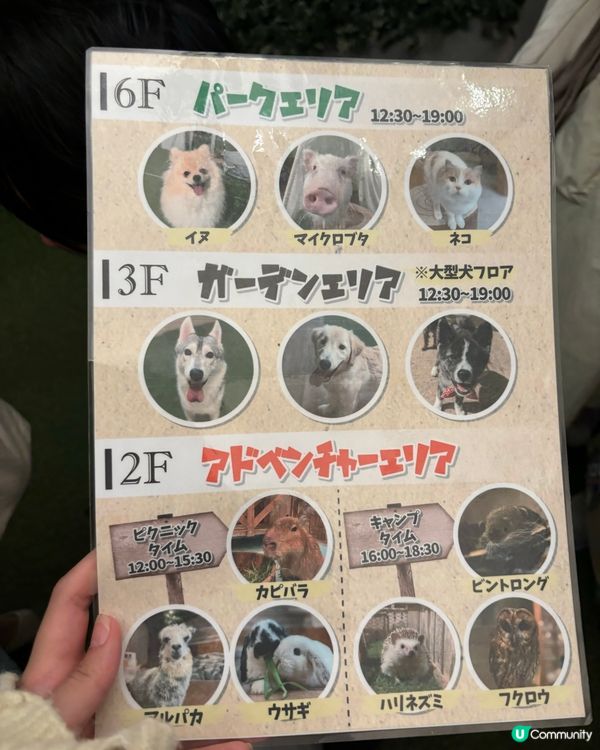 6F パークエリア 12:30~19:00
イヌ マイクロブタ ネコ
3F ガーデンエリア ※大型犬フロア
12:30~19:00
2F アドベンチャーエリア
ピクニック
タイム
12:00~15:30
カピバラ
アルパカ ウサギ
キャンプ
タイム
16:00~18:30
ビントロング
ハリネズミ フクロウ
U Community